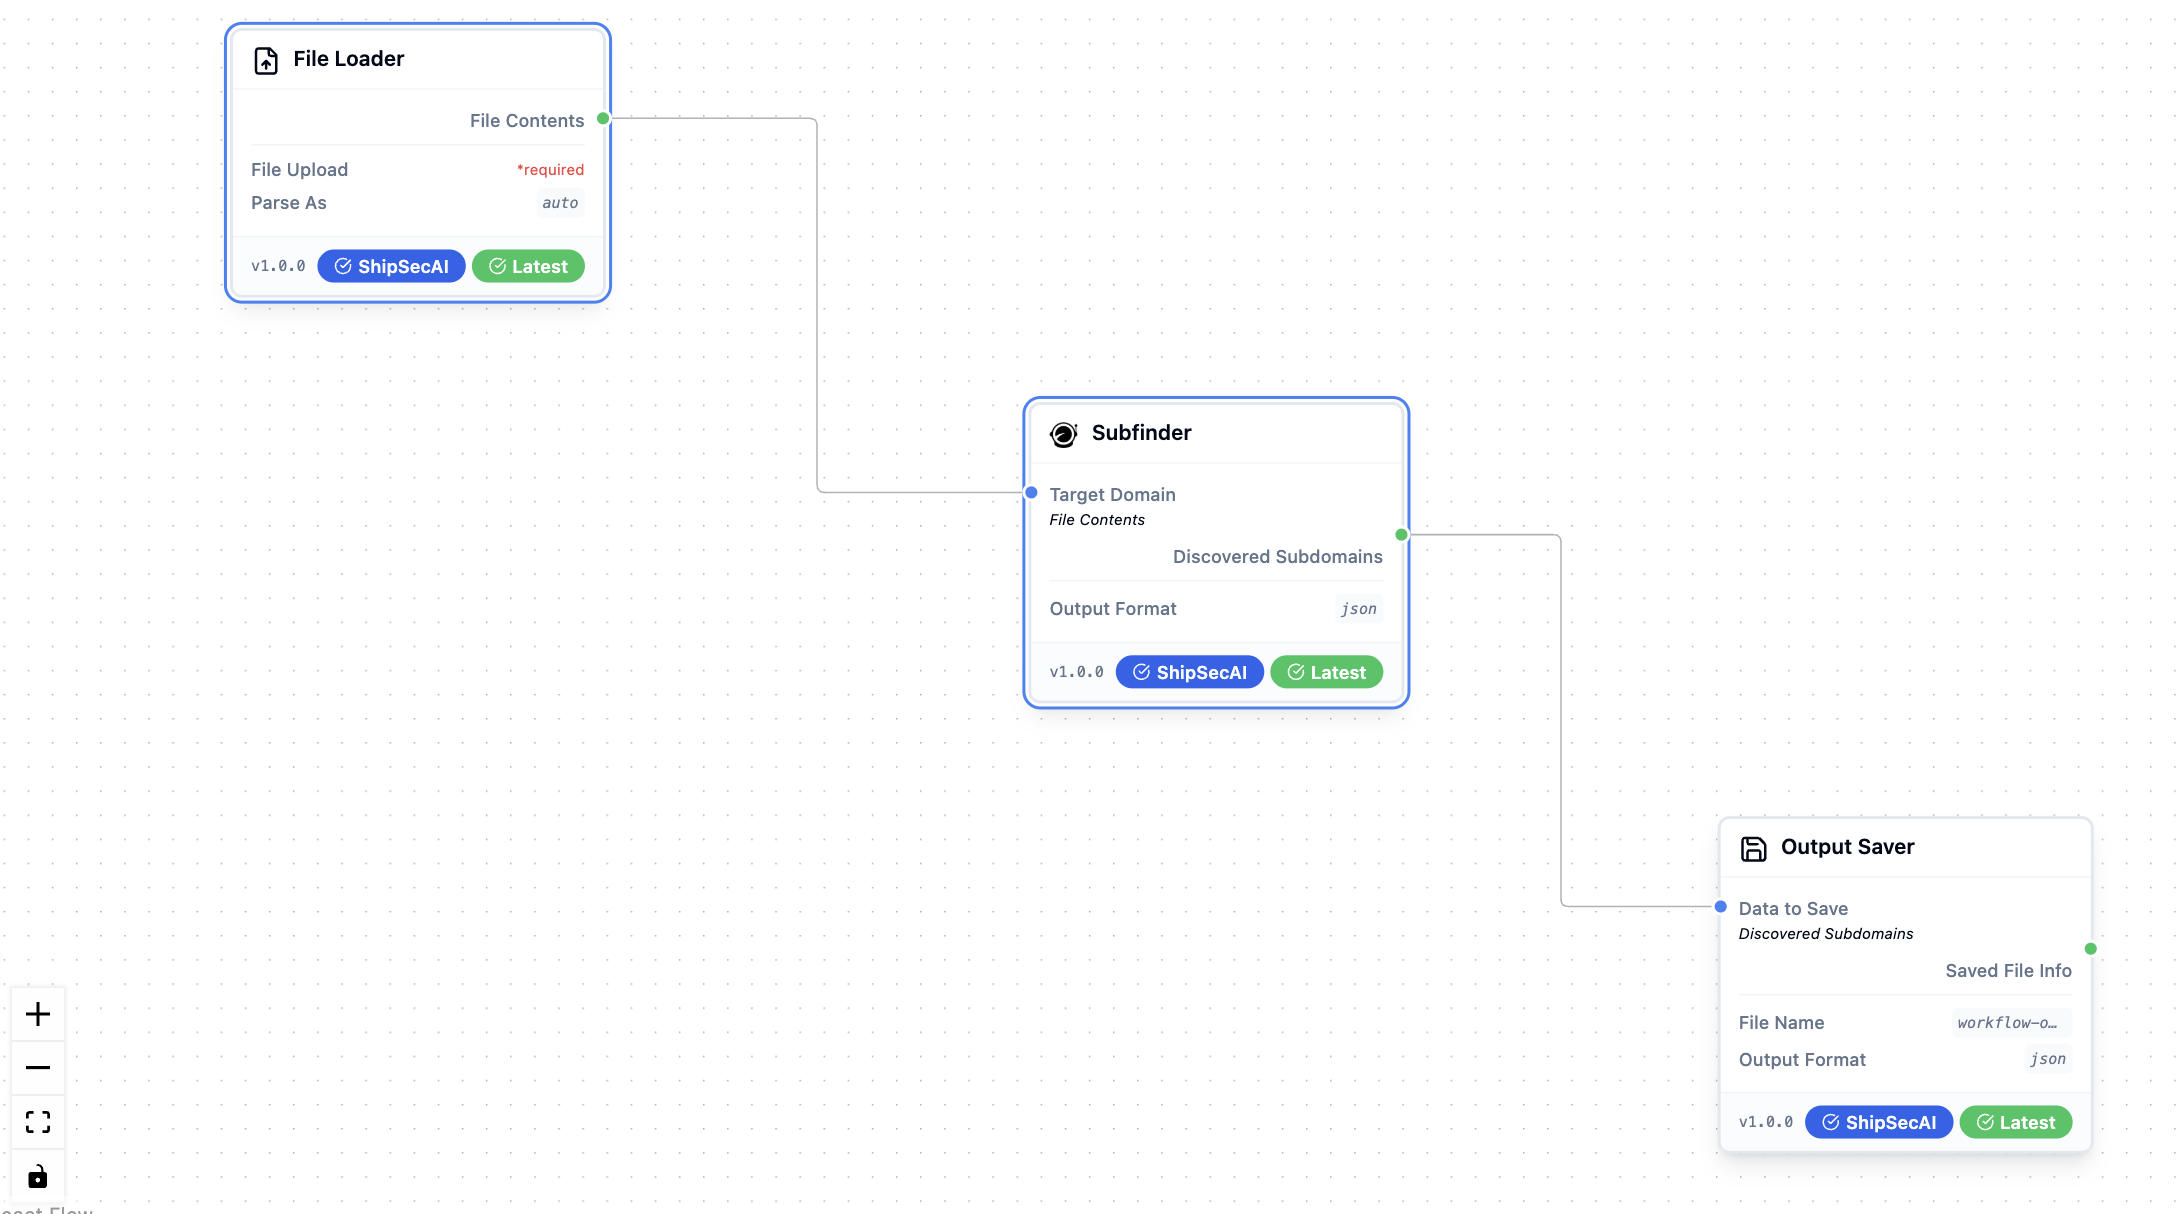 File Loader
File Contents
File Upload *required
Parse As auto
v1.0.0 ShipSecAI Latest
Subfinder
Target Domain
File Contents
Discovered Subdomains
Output Format json
v1.0.0 ShipSecAI Latest
Output Saver
Data to Save
Discovered Subdomains
Saved File Info
File Name workflow-o…
Output Format json
v1.0.0 ShipSecAI Latest
Flow